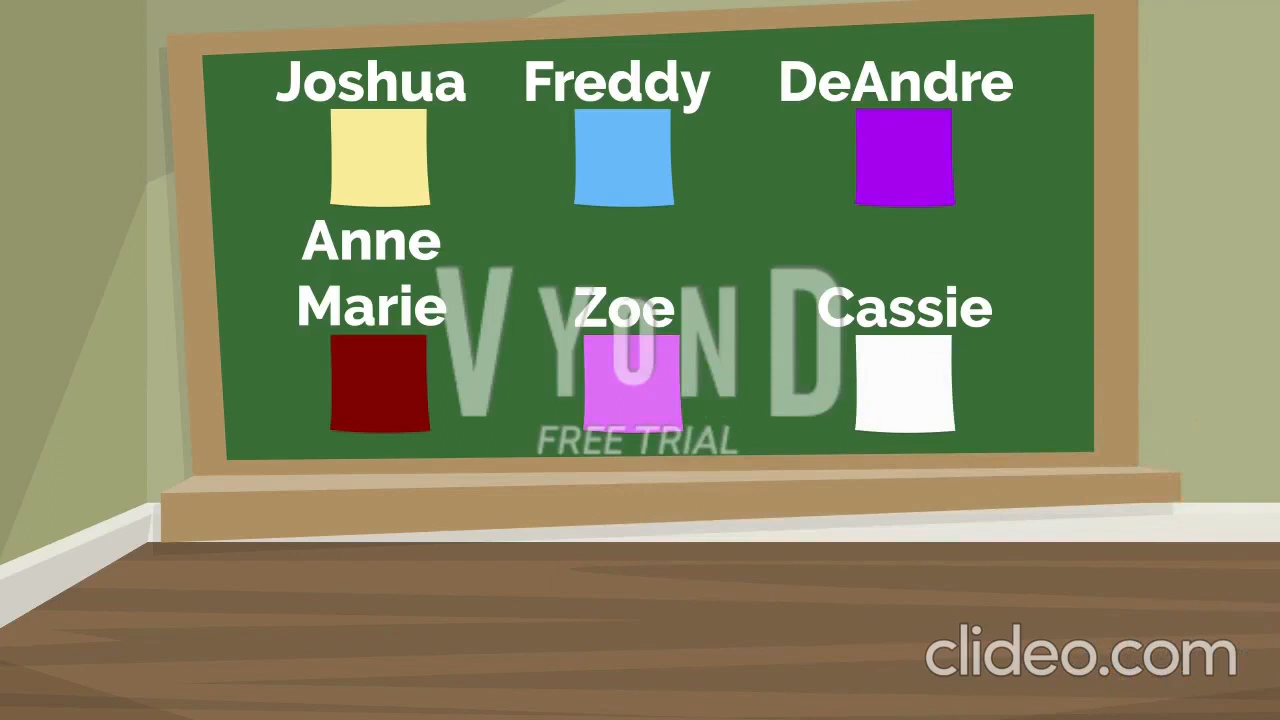 Joshua Freddy DeAndre
Anne
Marie Zoe Cassie
VYOND
FREE TRIAL
clideo.com